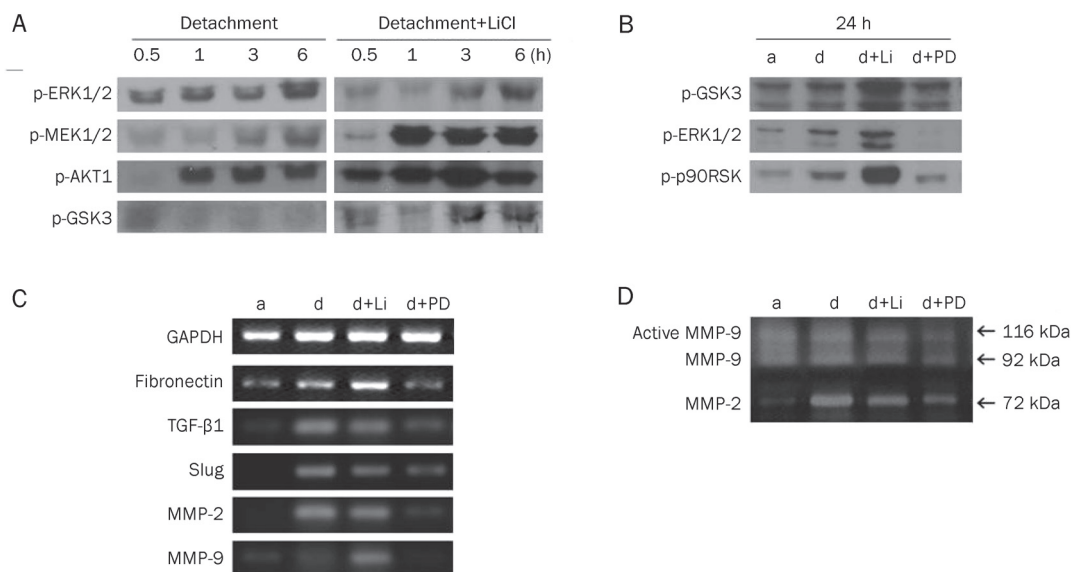 A
Detachment
Detachment+LiCl
0.5 1 3 6
0.5 1 3 6 (h)
p-ERK1/2
p-MEK1/2
p-AKT1
p-GSK3
B
24 h
a d d+Li d+PD
p-GSK3
p-ERK1/2
p-p90RSK
C
a d d+Li d+PD
GAPDH
Fibronectin
TGF-β1
Slug
MMP-2
MMP-9
D
a d d+Li d+PD
Active MMP-9 ← 116 kDa
MMP-9 ← 92 kDa
MMP-2 ← 72 kDa